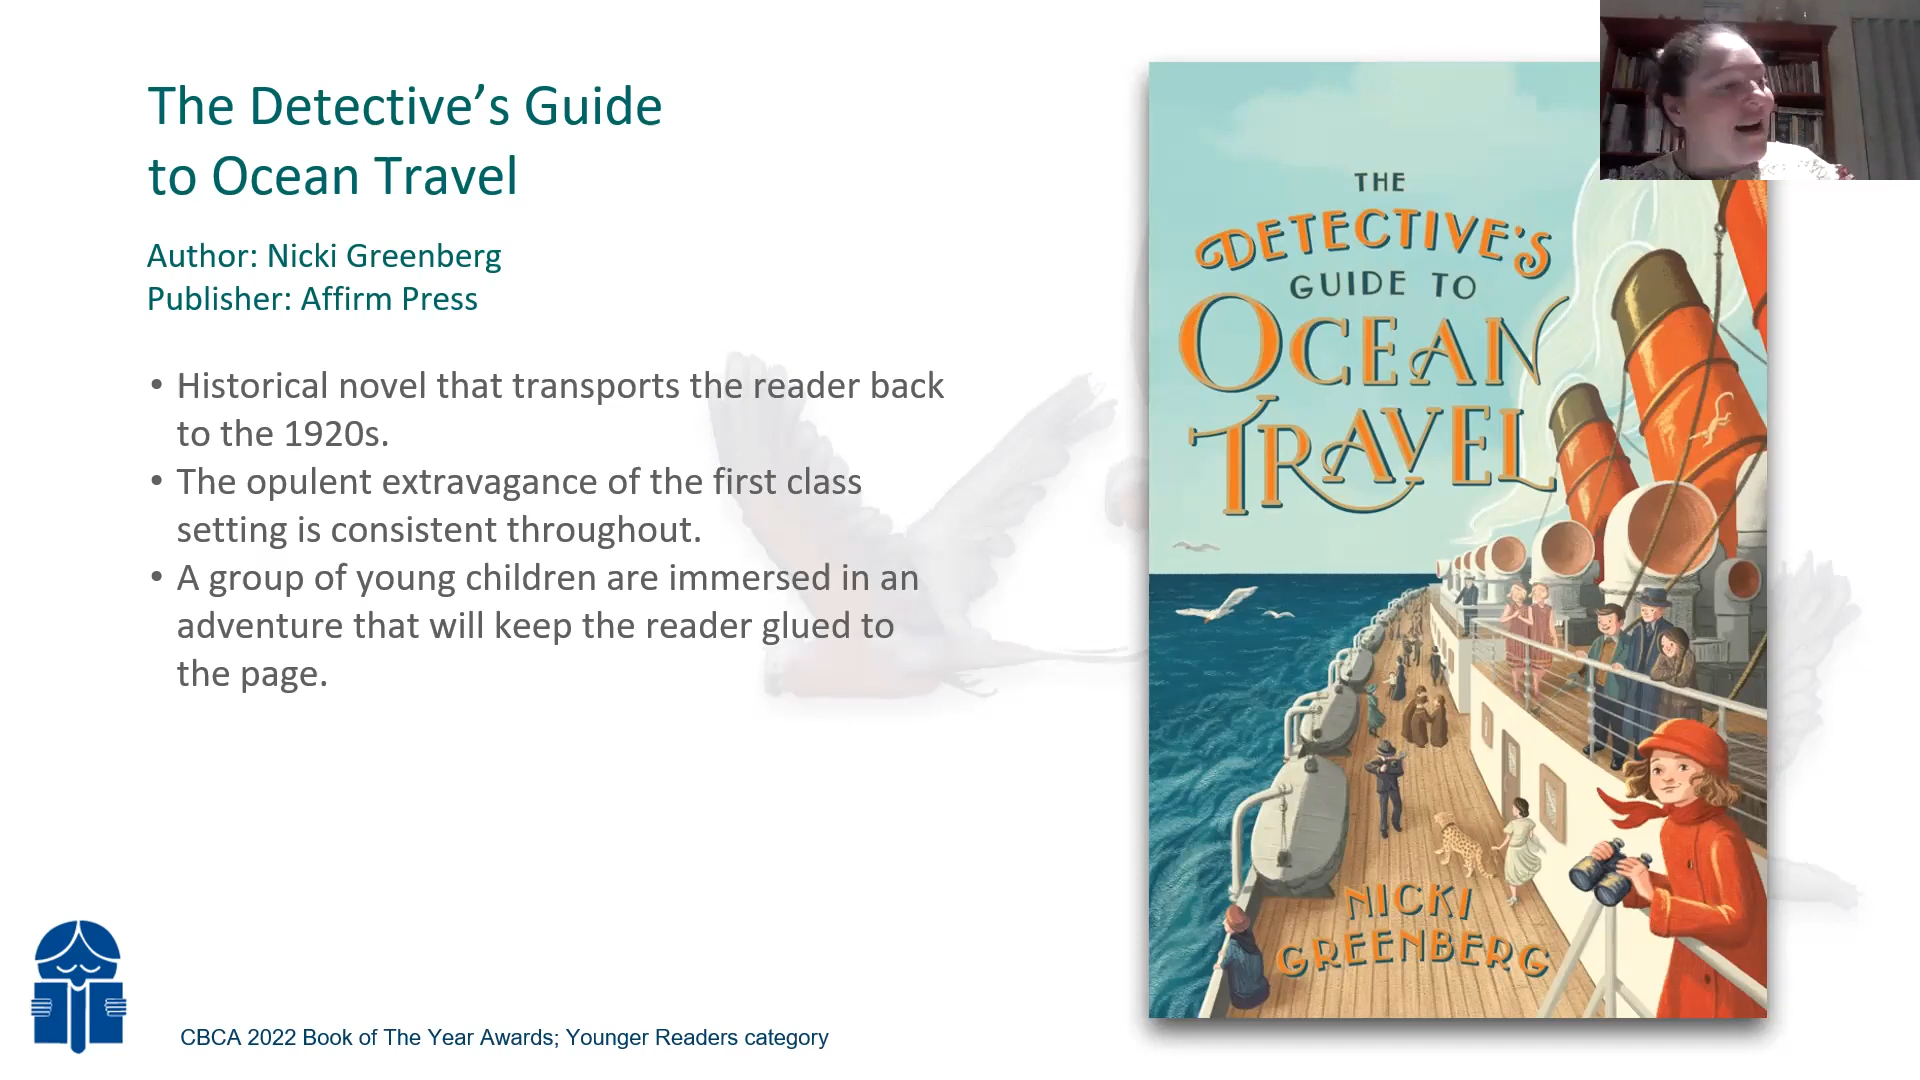 The Detective’s Guide
to Ocean Travel
Author: Nicki Greenberg
Publisher: Affirm Press
• Historical novel that transports the reader back
to the 1920s.
• The opulent extravagance of the first class
setting is consistent throughout.
• A group of young children are immersed in an
adventure that will keep the reader glued to
the page.
CBCA 2022 Book of The Year Awards; Younger Readers category
THE
DETECTIVE'S
GUIDE TO
OCEAN
TRAVEL
NICKI
GREENBERG